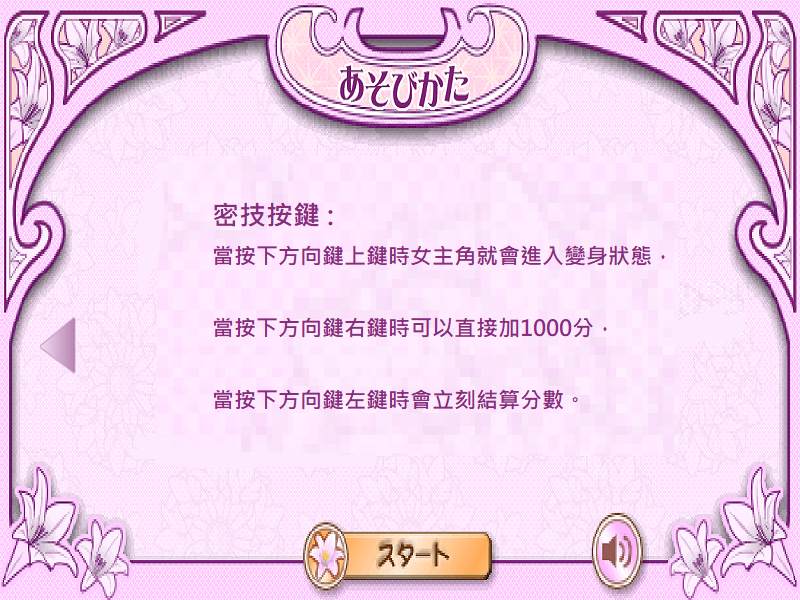 あそびかた
密技按鍵：
當按下方向鍵上鍵時女主角就會進入變身狀態，
當按下方向鍵右鍵時可以直接加1000分，
當按下方向鍵左鍵時會立刻結算分數。
スタート